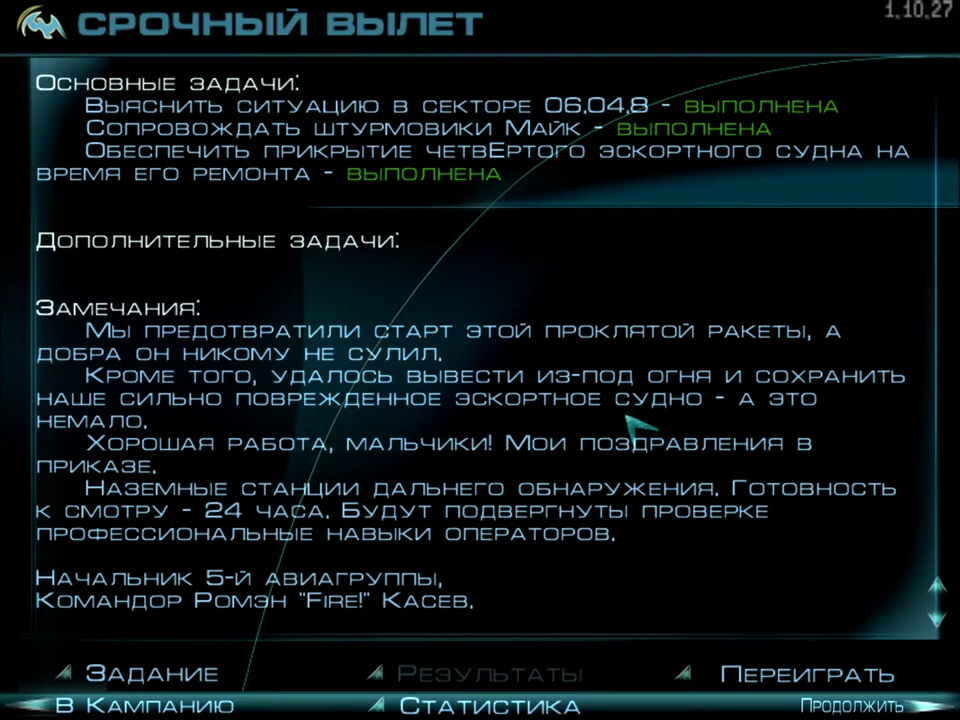 СРОЧНЫЙ ВЫЛЕТ
1.10.27
Основные задачи:
Выяснить ситуацию в секторе 06.04.8 - выполнена
Сопровождать штурмовики Майк - выполнена
Обеспечить прикрытие четвЕртого эскортного судна на
время его ремонта - выполнена
Дополнительные задачи:
Замечания:
Мы предотвратили старт этой проклятой ракеты, а
добра он никому не сулил.
Кроме того, удалось вывести из-под огня и сохранить
наше сильно поврежденное эскортное судно - а это
немало.
Хорошая работа, мальчики! Мои поздравления в
приказе.
Наземные станции дальнего обнаружения. Готовность
к смотру - 24 часа. Будут подвергнуты проверке
профессиональные навыки операторов.
Начальник 5-й авиагруппы,
Командор Ромэн "Fire!" Касев.
Задание
Результаты
Переиграть
В Кампанию
Статистика
Продолжить